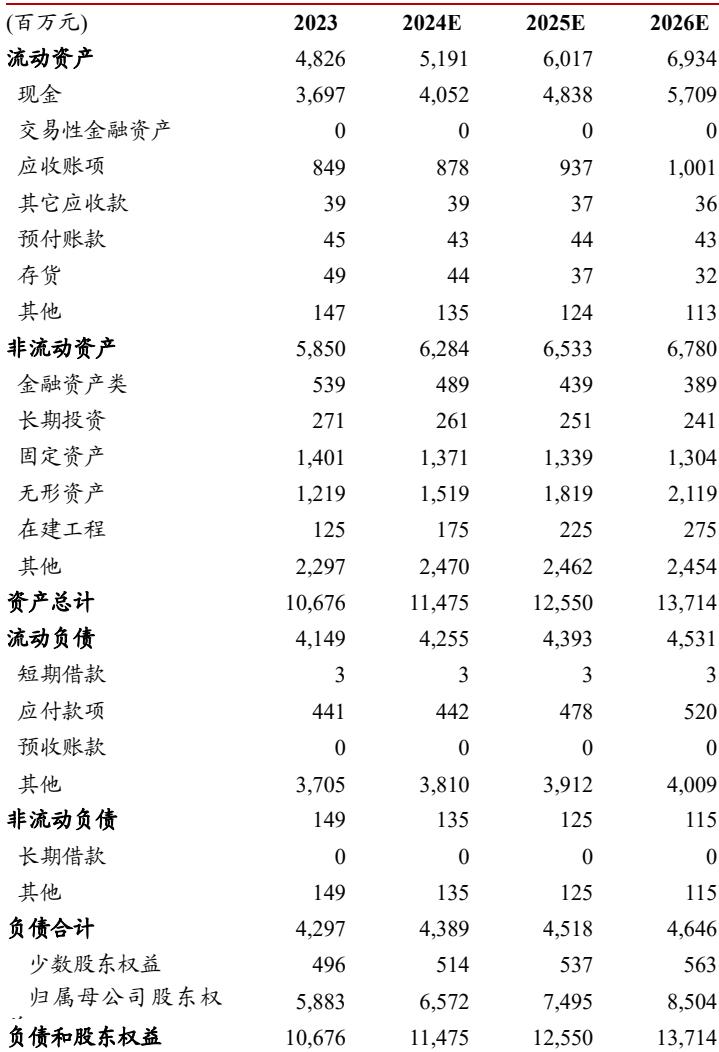 (百万元) 2023 2024E 2025E 2026E
流动资产 4,826 5,191 6,017 6,934
现金 3,697 4,052 4,838 5,709
交易性金融资产 0 0 0 0
应收账项 849 878 937 1,001
其它应收款 39 39 37 36
预付账款 45 43 44 43
存货 49 44 37 32
其他 147 135 124 113
非流动资产 5,850 6,284 6,533 6,780
金融资产类 539 489 439 389
长期投资 271 261 251 241
固定资产 1,401 1,371 1,339 1,304
无形资产 1,219 1,519 1,819 2,119
在建工程 125 175 225 275
其他 2,297 2,470 2,462 2,454
资产总计 10,676 11,475 12,550 13,714
流动负债 4,149 4,255 4,393 4,531
短期借款 3 3 3 3
应付款项 441 442 478 520
预收账款 0 0 0 0
其他 3,705 3,810 3,912 4,009
非流动负债 149 135 125 115
长期借款 0 0 0 0
其他 149 135 125 115
负债合计 4,297 4,389 4,518 4,646
少数股东权益 496 514 537 563
归属母公司股东权 5,883 6,572 7,495 8,504
负债和股东权益 10,676 11,475 12,550 13,714